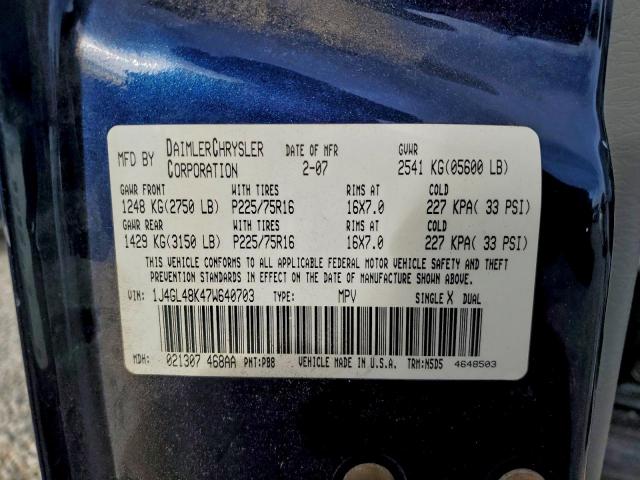 MFD BY DAIMLERCHRYSLER CORPORATION DATE OF MFR 2-07 GVWR 2541 KG(05600 LB)
GAWR FRONT WITH TIRES RIMS AT COLD
1248 KG(2750 LB) P225/75R16 16X7.0 227 KPA( 33 PSI)
GAWR REAR WITH TIRES RIMS AT COLD
1429 KG(3150 LB) P225/75R16 16X7.0 227 KPA( 33 PSI)
THIS VEHICLE CONFORMS TO ALL APPLICABLE FEDERAL MOTOR VEHICLE SAFETY AND THEFT
PREVENTION STANDARDS IN EFFECT ON THE DATE OF MANUFACTURE SHOWN ABOVE.
VIN: 1J4GL48K47W640703 TYPE: MPV SINGLE X DUAL
MDH: 021307 468AA PNT:PB8 VEHICLE MADE IN U.S.A. TRM:N5D5 4648503